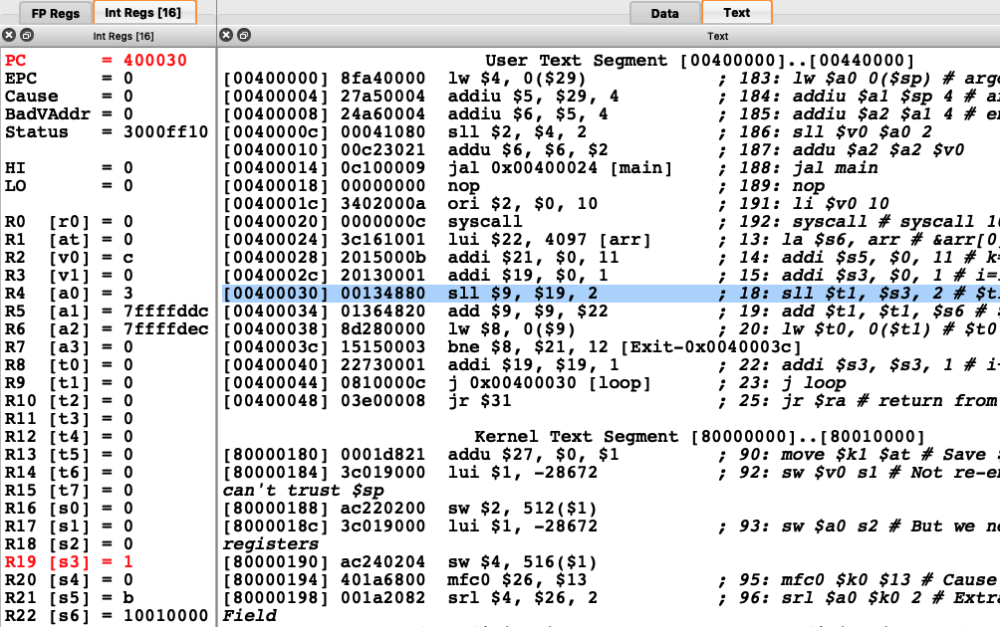 FP Regs Int Regs [16] Data Text
Int Regs [16] Text
PC = 400030
EPC = 0
Cause = 0
BadVAddr = 0
Status = 3000ff10
HI = 0
LO = 0
R0 [r0] = 0
R1 [at] = 0
R2 [v0] = c
R3 [v1] = 0
R4 [a0] = 3
R5 [a1] = 7ffffddc
R6 [a2] = 7ffffdec
R7 [a3] = 0
R8 [t0] = 0
R9 [t1] = 0
R10 [t2] = 0
R11 [t3] = 0
R12 [t4] = 0
R13 [t5] = 0
R14 [t6] = 0
R15 [t7] = 0
R16 [s0] = 0
R17 [s1] = 0
R18 [s2] = 0
R19 [s3] = 1
R20 [s4] = 0
R21 [s5] = b
R22 [s6] = 10010000
User Text Segment [00400000]..[00440000]
[00400000] 8fa40000 lw $4, 0($29) ; 183: lw $a0 0($sp) # argc
[00400004] 27a50004 addiu $5, $29, 4 ; 184: addiu $a1 $sp 4 # a
[00400008] 24a60004 addiu $6, $5, 4 ; 185: addiu $a2 $a1 4 # e
[0040000c] 00041080 sll $2, $4, 2 ; 186: sll $v0 $a0 2
[00400010] 00c23021 addu $6, $6, $2 ; 187: addu $a2 $a2 $v0
[00400014] 0c100009 jal 0x00400024 [main] ; 188: jal main
[00400018] 00000000 nop ; 189: nop
[0040001c] 3402000a ori $2, $0, 10 ; 191: li $v0 10
[00400020] 0000000c syscall ; 192: syscall # syscall 10
[00400024] 3c161001 lui $22, 4097 [arr] ; 13: la $s6, arr # &arr[0]
[00400028] 2015000b addi $21, $0, 11 ; 14: addi $s5, $0, 11 # k=
[0040002c] 20130001 addi $19, $0, 1 ; 15: addi $s3, $0, 1 # i=
[00400030] 00134880 sll $9, $19, 2 ; 18: sll $t1, $s3, 2 # $t
[00400034] 01364820 add $9, $9, $22 ; 19: add $t1, $t1, $s6 #
[00400038] 8d280000 lw $8, 0($9) ; 20: lw $t0, 0($t1) # $t0
[0040003c] 15150003 bne $8, $21, 12 [Exit-0x0040003c]
[00400040] 22730001 addi $19, $19, 1 ; 22: addi $s3, $s3, 1 # i
[00400044] 0810000c j 0x00400030 [loop] ; 23: j loop
[00400048] 03e00008 jr $31 ; 25: jr $ra # return from
Kernel Text Segment [80000000]..[80010000]
[80000180] 0001d821 addu $27, $0, $1 ; 90: move $k1 $at # Save
[80000184] 3c019000 lui $1, -28672 ; 92: sw $v0 s1 # Not re-en
can't trust $sp
[80000188] ac220200 sw $2, 512($1)
[8000018c] 3c019000 lui $1, -28672 ; 93: sw $a0 s2 # But we ne
registers
[80000190] ac240204 sw $4, 516($1)
[80000194] 401a6800 mfc0 $26, $13 ; 95: mfc0 $k0 $13 # Cause
[80000198] 001a2082 srl $4, $26, 2 ; 96: srl $a0 $k0 2 # Extra
Field